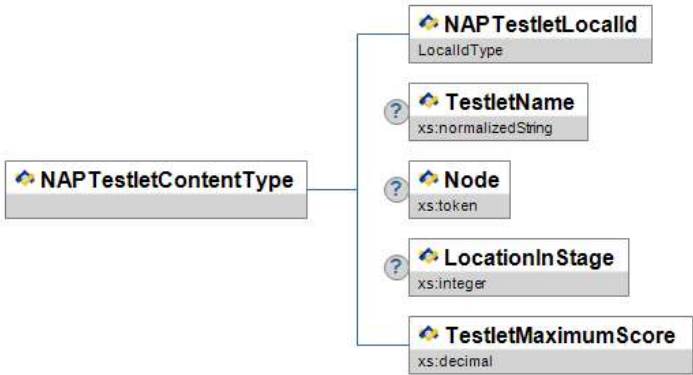 NAPTestletLocalId
LocalIdType
?
TestletName
xs:normalizedString
NAPTestletContentType
?
Node
xs:token
?
LocationInStage
xs:integer
TestletMaximumScore
xs:decimal